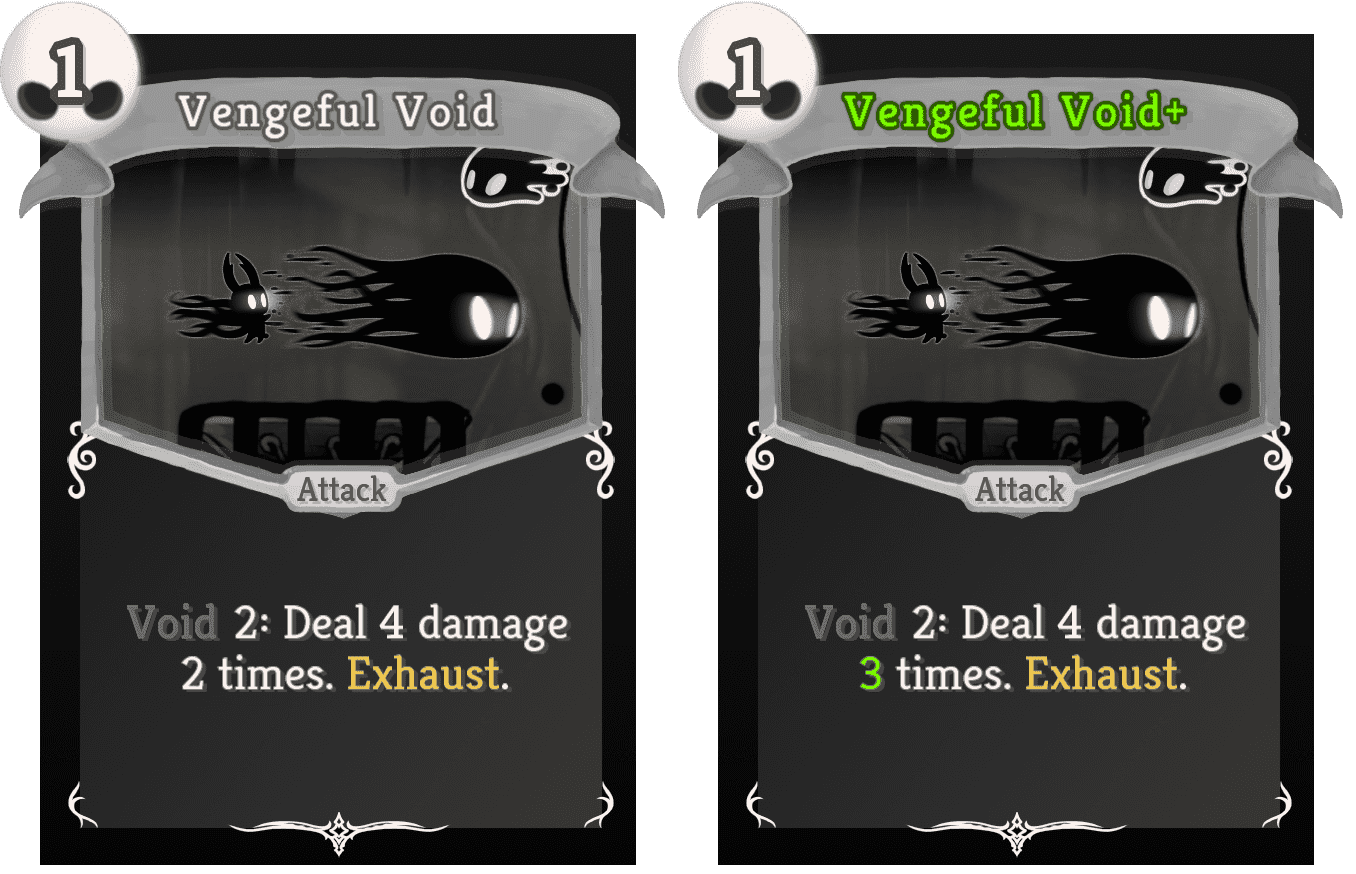 1
Vengeful Void
Attack
Void 2: Deal 4 damage
2 times. Exhaust.
1
Vengeful Void+
Attack
Void 2: Deal 4 damage
3 times. Exhaust.